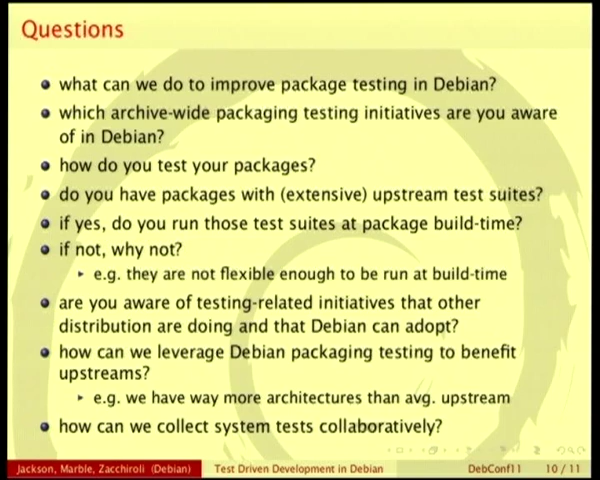 Questions
what can we do to improve package testing in Debian?
which archive-wide packaging testing initiatives are you aware
of in Debian?
how do you test your packages?
do you have packages with (extensive) upstream test suites?
if yes, do you run those test suites at package build-time?
if not, why not?
e.g. they are not flexible enough to be run at build-time
are you aware of testing-related initiatives that other
distribution are doing and that Debian can adopt?
how can we leverage Debian packaging testing to benefit
upstreams?
e.g. we have way more architectures than avg. upstream
how can we collect system tests collaboratively?
Jackson, Marble, Zacchiroli (Debian) Test Driven Development in Debian DebConf11 10 / 11